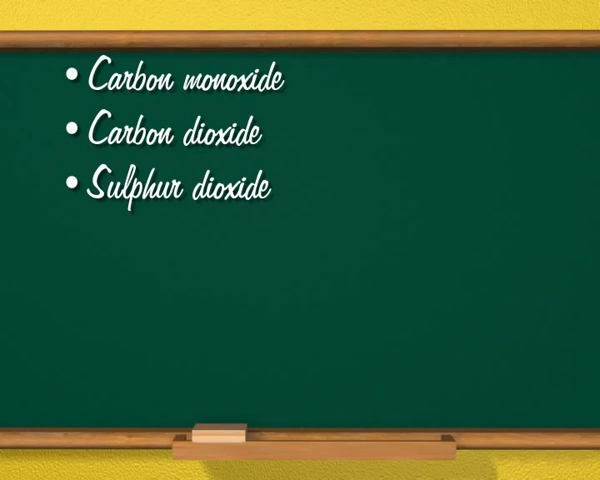 • Carbon monoxide
• Carbon dioxide
• Sulphur dioxide